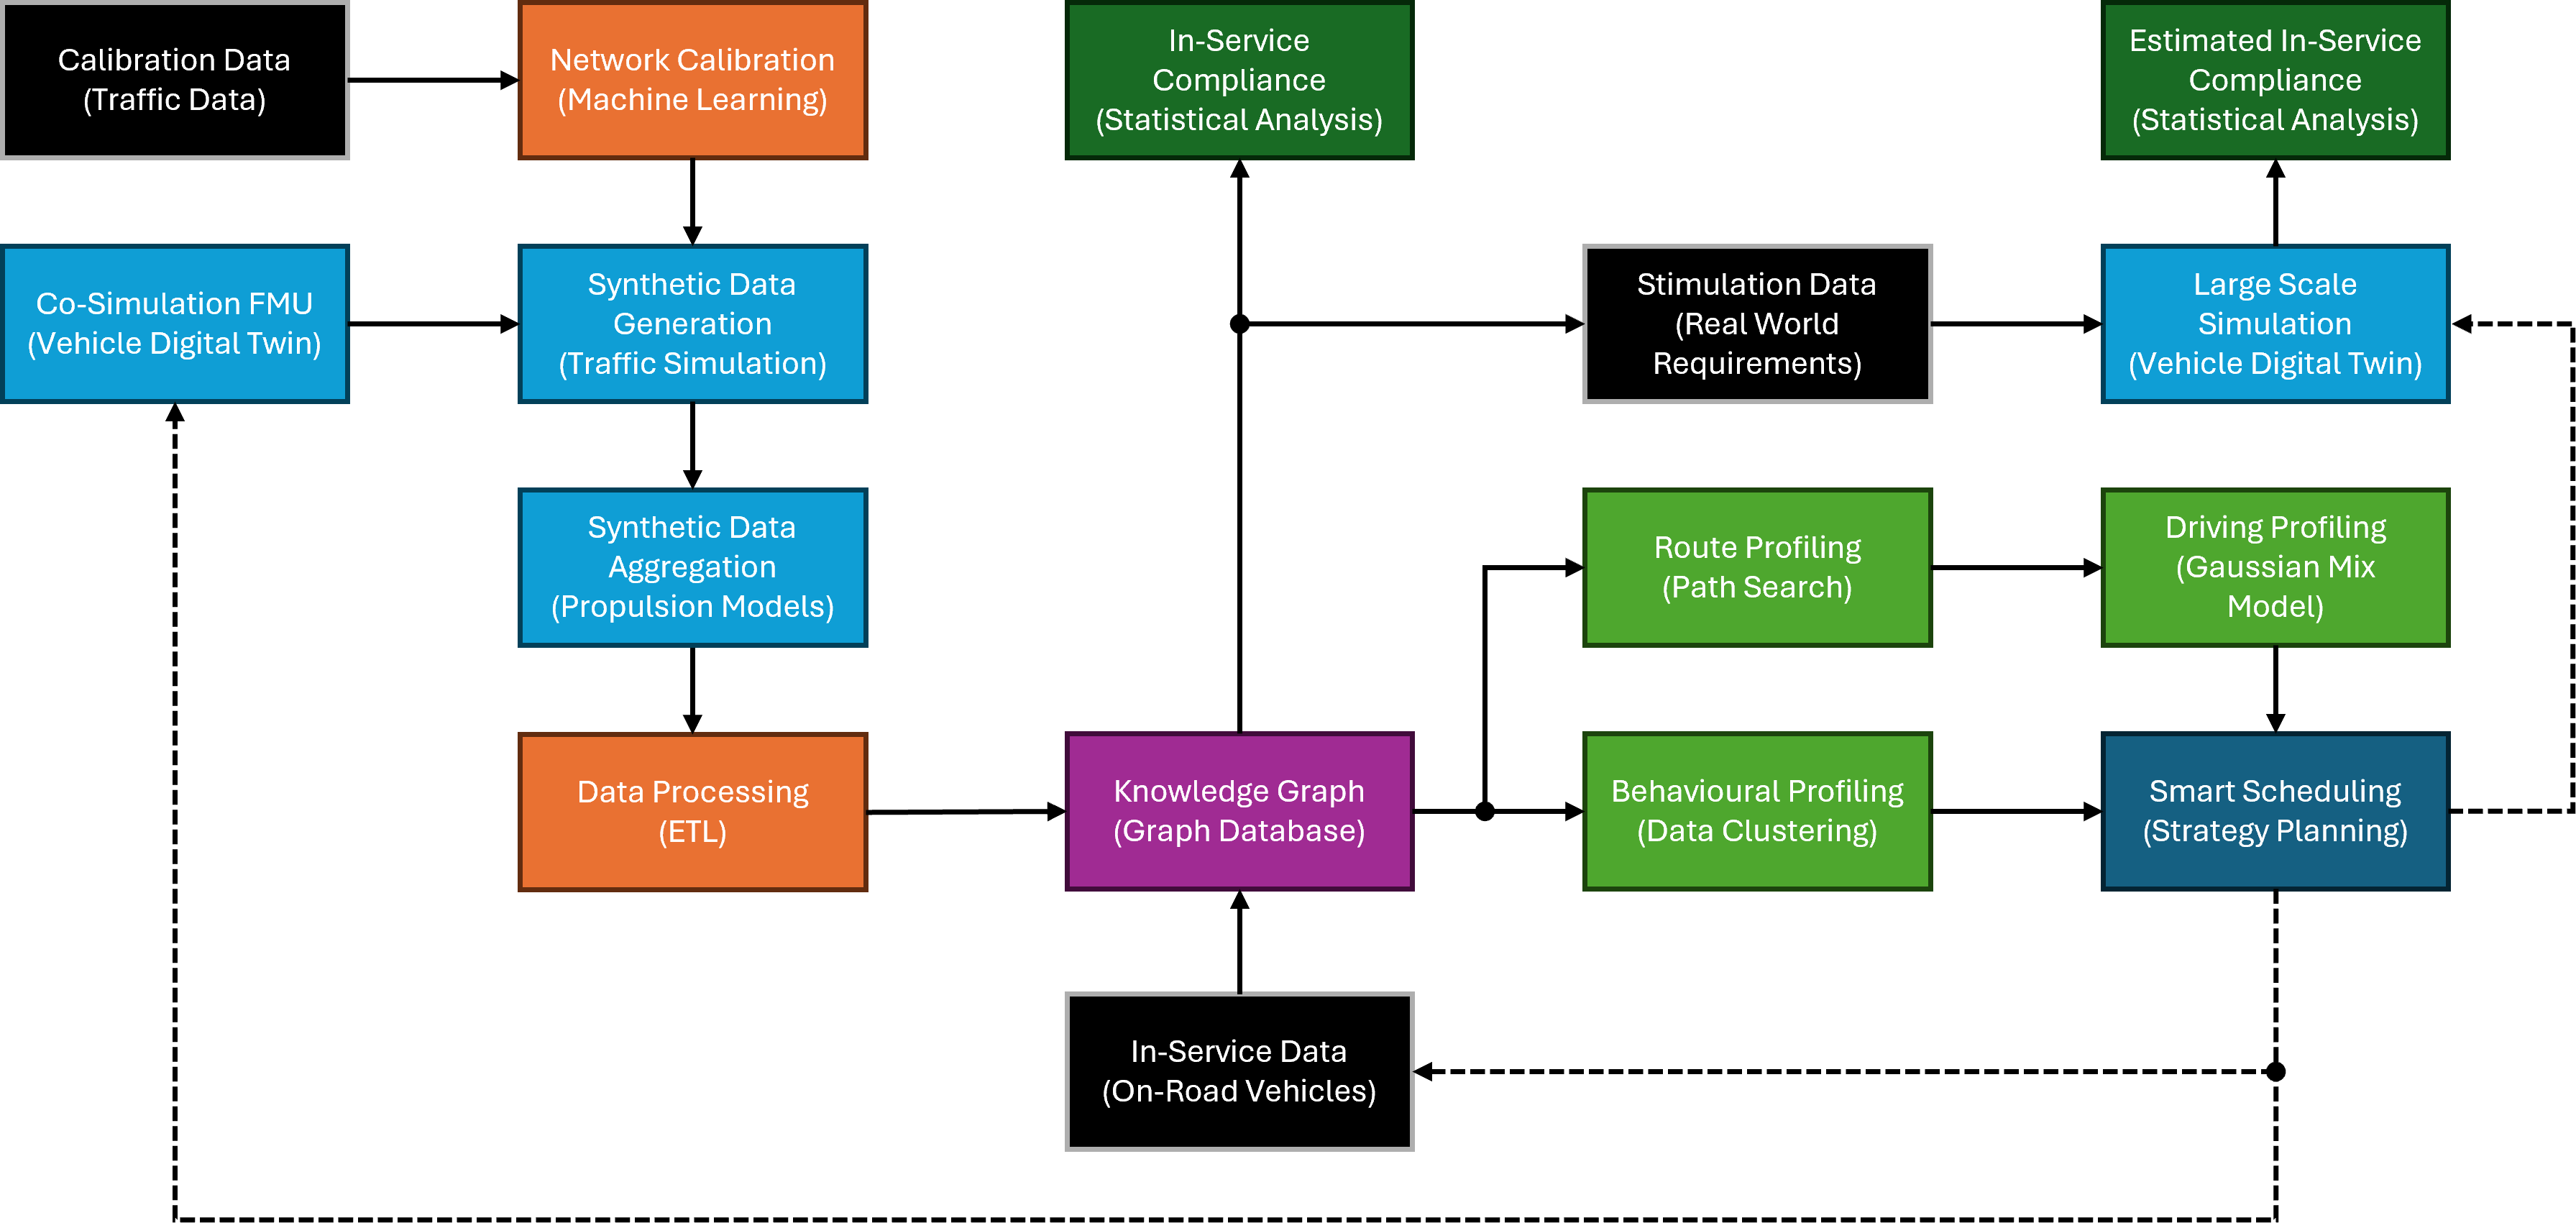 Calibration Data
(Traffic Data)
Network Calibration
(Machine Learning)
In-Service
Compliance
(Statistical Analysis)
Estimated In-Service
Compliance
(Statistical Analysis)
Co-Simulation FMU
(Vehicle Digital Twin)
Synthetic Data
Generation
(Traffic Simulation)
Stimulation Data
(Real World
Requirements)
Large Scale
Simulation
(Vehicle Digital Twin)
Synthetic Data
Aggregation
(Propulsion Models)
Route Profiling
(Path Search)
Driving Profiling
(Gaussian Mix
Model)
Data Processing
(ETL)
Knowledge Graph
(Graph Database)
Behavioural Profiling
(Data Clustering)
Smart Scheduling
(Strategy Planning)
In-Service Data
(On-Road Vehicles)